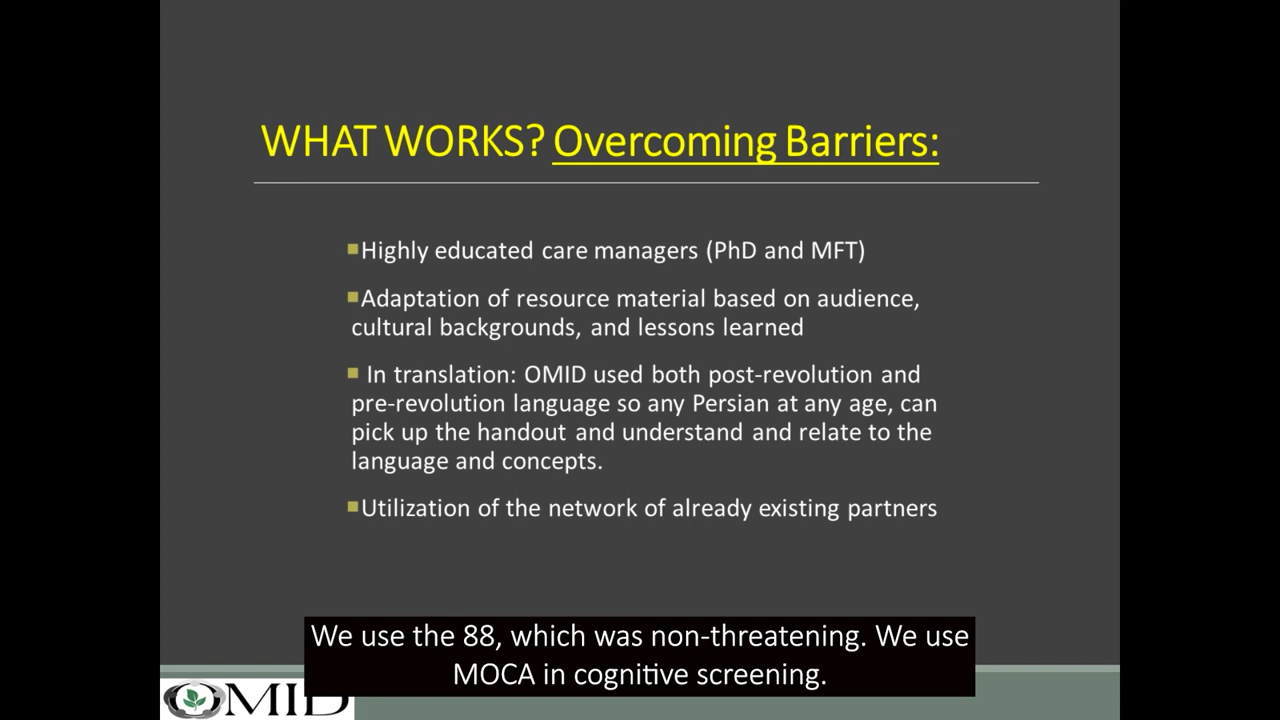 WHAT WORKS? Overcoming Barriers:
Highly educated care managers (PhD and MFT)
Adaptation of resource material based on audience,
cultural backgrounds, and lessons learned
In translation: OMID used both post-revolution and
pre-revolution language so any Persian at any age, can
pick up the handout and understand and relate to the
language and concepts.
Utilization of the network of already existing partners
We use the 88, which was non-threatening. We use
MOCA in cognitive screening.
OMID